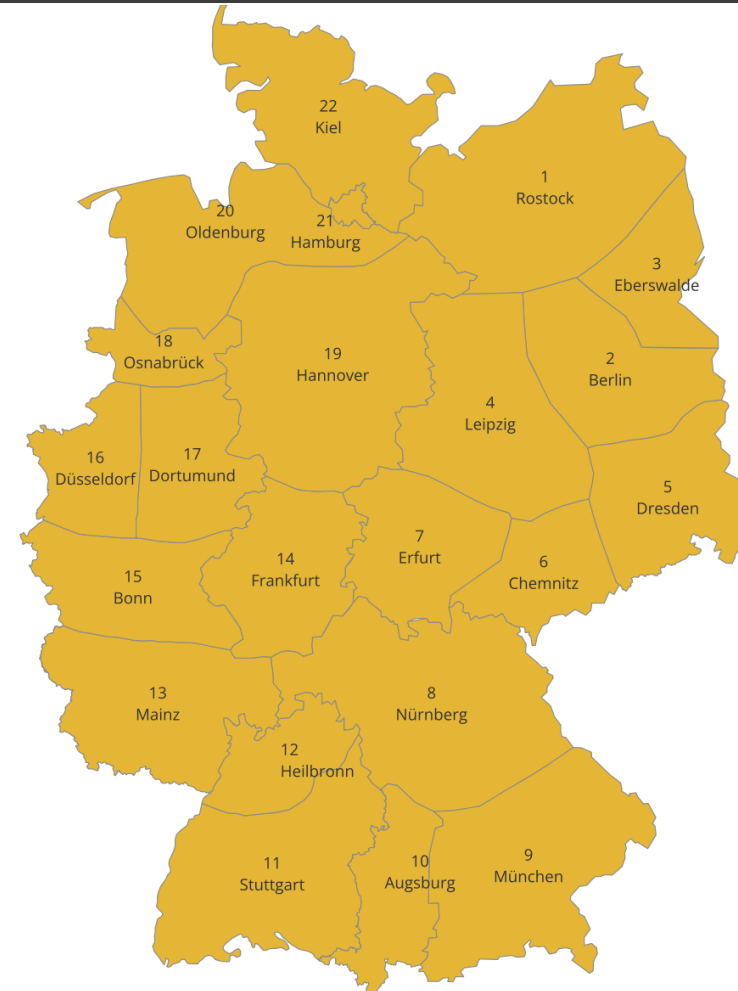 22
Kiel
1
Rostock
20
Oldenburg
21
Hamburg
3
Eberswalde
18
Osnabrück
19
Hannover
2
Berlin
4
Leipzig
16
Düsseldorf
17
Dortumund
5
Dresden
7
Erfurt
14
Frankfurt
6
Chemnitz
15
Bonn
13
Mainz
8
Nürnberg
12
Heilbronn
11
Stuttgart
10
Augsburg
9
München